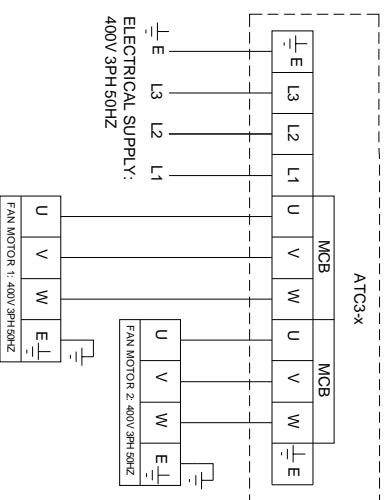 ATC3-x
MCB
MCB
E
L3
L2
L1
U
V
W
U
V
W
E
E
L3
L2
L1
ELECTRICAL SUPPLY:
400V 3PH 50HZ
U
V
W
E
FAN MOTOR 1: 400V 3PH 50HZ
U
V
W
E
FAN MOTOR 2: 400V 3PH 50HZ